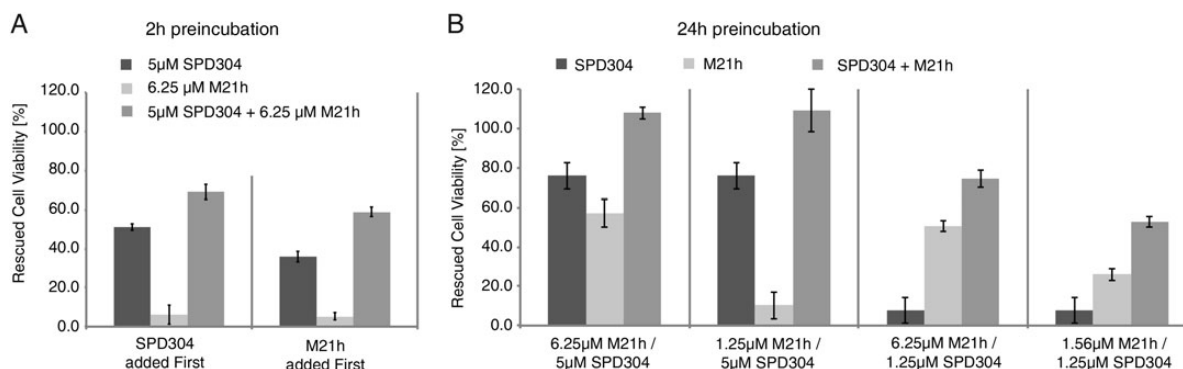 A
2h preincubation
5µM SPD304
6.25 µM M21h
5µM SPD304 + 6.25 µM M21h
Rescued Cell Viability [%]
120.0
100.0
80.0
60.0
40.0
20.0
0.0
SPD304
added First
M21h
added First
B
24h preincubation
SPD304
M21h
SPD304 + M21h
Rescued Cell Viability [%]
120.0
100.0
80.0
60.0
40.0
20.0
0.0
6.25µM M21h /
5µM SPD304
1.25µM M21h /
5µM SPD304
6.25µM M21h /
1.25µM SPD304
1.56µM M21h /
1.25µM SPD304